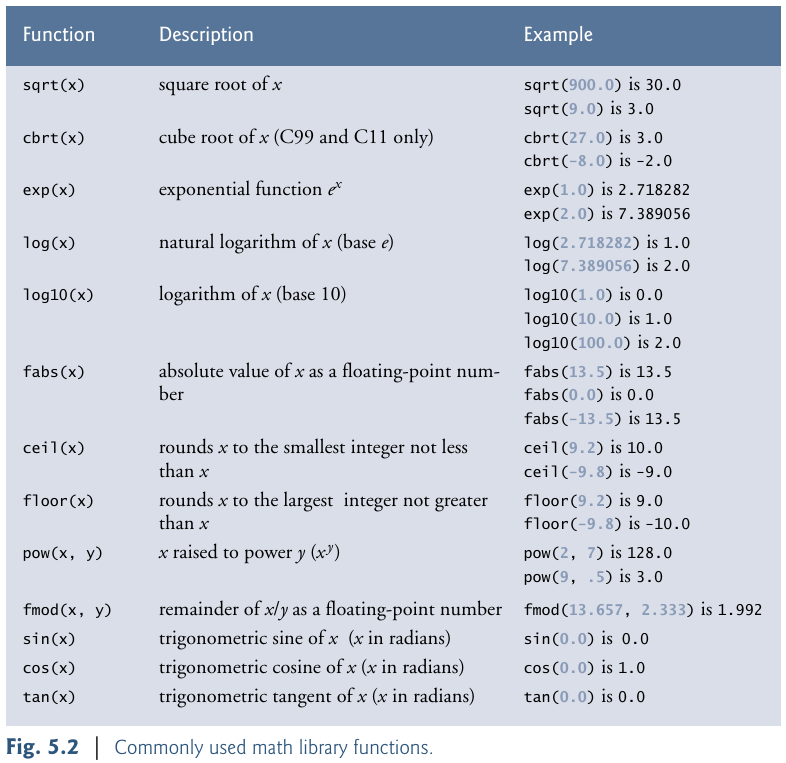 Function Description Example
sqrt(x) square root of x sqrt(900.0) is 30.0
sqrt(9.0) is 3.0
cbrt(x) cube root of x (C99 and C11 only) cbrt(27.0) is 3.0
cbrt(-8.0) is -2.0
exp(x) exponential function eˣ exp(1.0) is 2.718282
exp(2.0) is 7.389056
log(x) natural logarithm of x (base e) log(2.718282) is 1.0
log(7.389056) is 2.0
log10(x) logarithm of x (base 10) log10(1.0) is 0.0
log10(10.0) is 1.0
log10(100.0) is 2.0
fabs(x) absolute value of x as a floating-point num- fabs(13.5) is 13.5
ber fabs(0.0) is 0.0
fabs(-13.5) is 13.5
ceil(x) rounds x to the smallest integer not less ceil(9.2) is 10.0
than x ceil(-9.8) is -9.0
floor(x) rounds x to the largest integer not greater floor(9.2) is 9.0
than x floor(-9.8) is -10.0
pow(x, y) x raised to power y (xʸ) pow(2, 7) is 128.0
pow(9, .5) is 3.0
fmod(x, y) remainder of x/y as a floating-point number fmod(13.657, 2.333) is 1.992
sin(x) trigonometric sine of x (x in radians) sin(0.0) is 0.0
cos(x) trigonometric cosine of x (x in radians) cos(0.0) is 1.0
tan(x) trigonometric tangent of x (x in radians) tan(0.0) is 0.0
Fig. 5.2 | Commonly used math library functions.